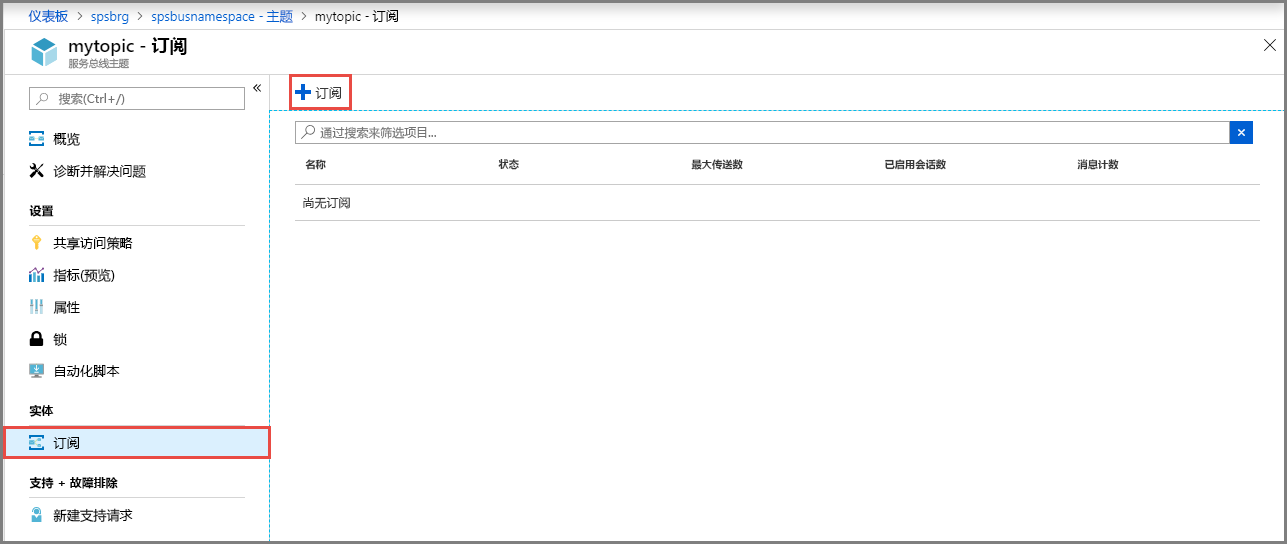 仪表板 > spsbrg > spsbusnamespace - 主题 > mytopic - 订阅
mytopic - 订阅
服务总线主题
搜索(Ctrl+/)
概览
诊断并解决问题
设置
共享访问策略
指标(预览)
属性
锁
自动化脚本
实体
订阅
支持 + 故障排除
新建支持请求
订阅
通过搜索来筛选项目...
名称 状态 最大传送数 已启用会话数 消息计数
尚无订阅